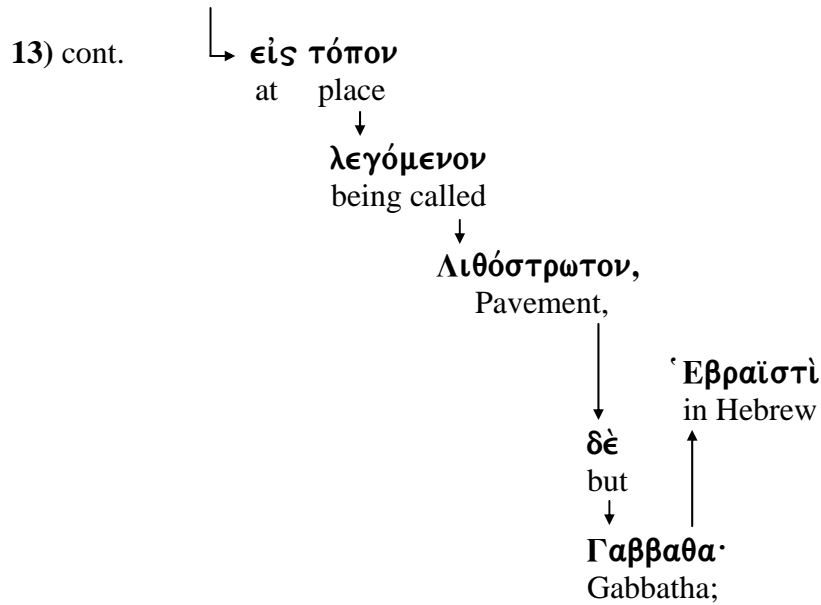 13) cont. εἰς τόπον
at place
λεγόμενον
being called
Λιθόστρωτον,
Pavement,
Ἑβραϊστὶ
in Hebrew
δὲ
but
Γαββαθα·
Gabbatha;